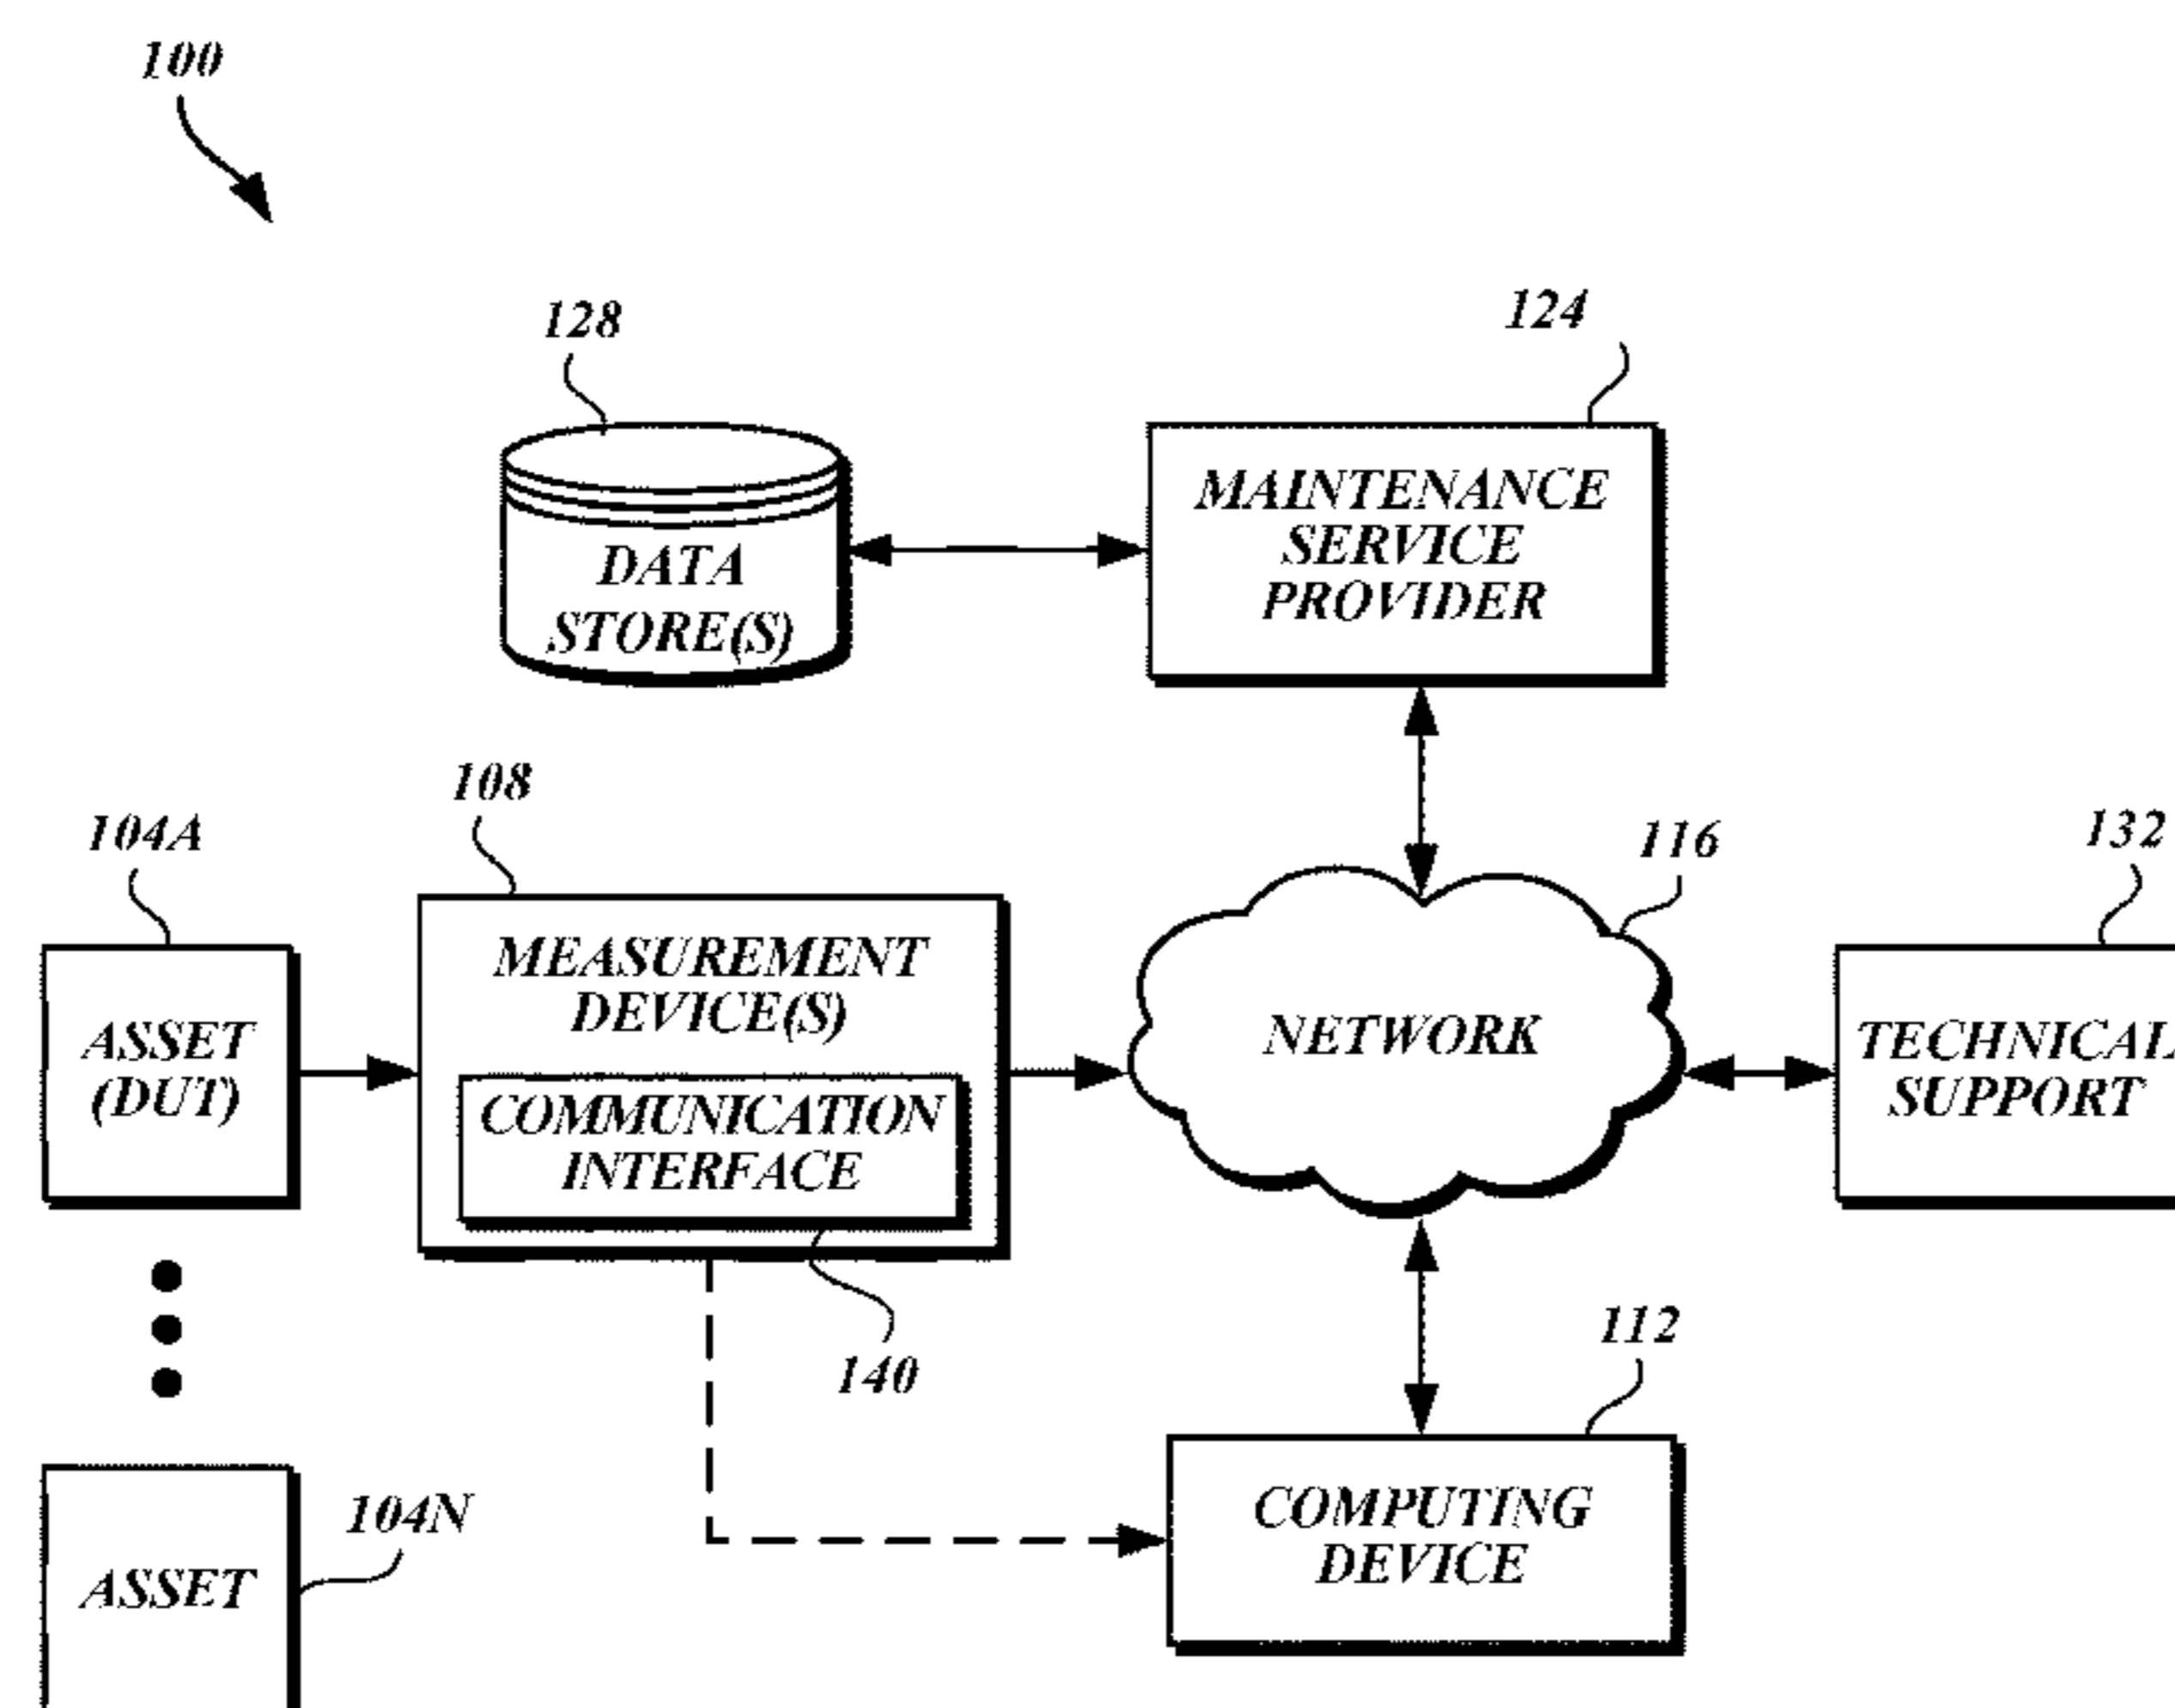 100
128
124
DATA
STORE(S)
MAINTENANCE
SERVICE
PROVIDER
108
104A
116
132
MEASUREMENT
DEVICE(S)
COMMUNICATION
INTERFACE
ASSET
(DUT)
NETWORK
TECHNICAL
SUPPORT
140
112
104N
ASSET
COMPUTING
DEVICE